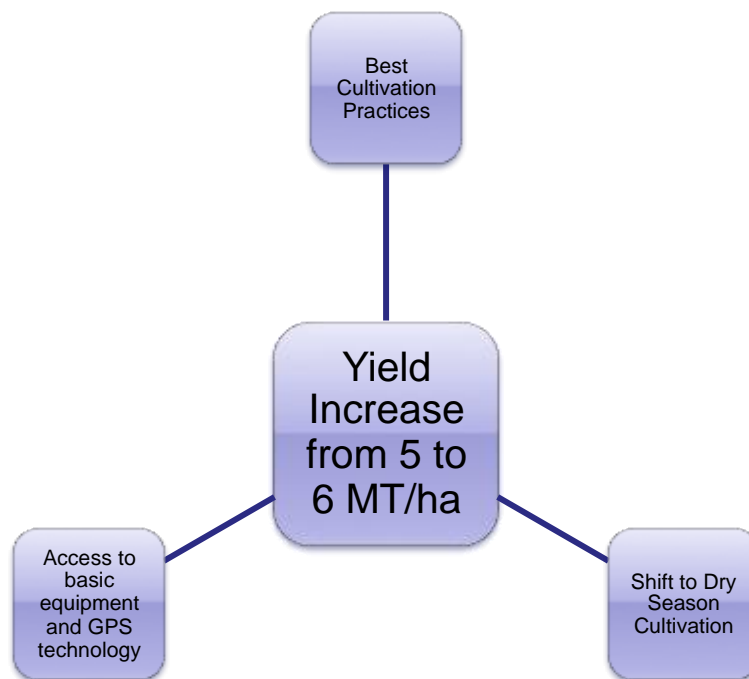 Best
Cultivation
Practices
Yield
Increase
from 5 to
6 MT/ha
Access to
basic
equipment
and GPS
technology
Shift to Dry
Season
Cultivation